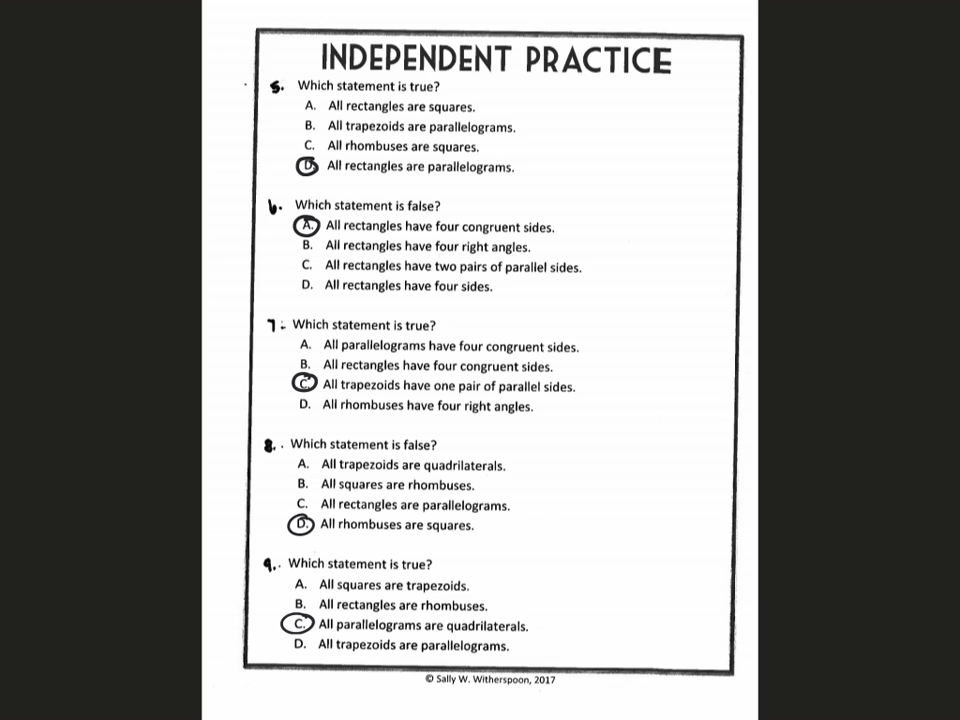 INDEPENDENT PRACTICE
5. Which statement is true?
A. All rectangles are squares.
B. All trapezoids are parallelograms.
C. All rhombuses are squares.
D. All rectangles are parallelograms.
6. Which statement is false?
A. All rectangles have four congruent sides.
B. All rectangles have four right angles.
C. All rectangles have two pairs of parallel sides.
D. All rectangles have four sides.
7. Which statement is true?
A. All parallelograms have four congruent sides.
B. All rectangles have four congruent sides.
C. All trapezoids have one pair of parallel sides.
D. All rhombuses have four right angles.
8. Which statement is false?
A. All trapezoids are quadrilaterals.
B. All squares are rhombuses.
C. All rectangles are parallelograms.
D. All rhombuses are squares.
9. Which statement is true?
A. All squares are trapezoids.
B. All rectangles are rhombuses.
C. All parallelograms are quadrilaterals.
D. All trapezoids are parallelograms.
© Sally W. Witherspoon, 2017